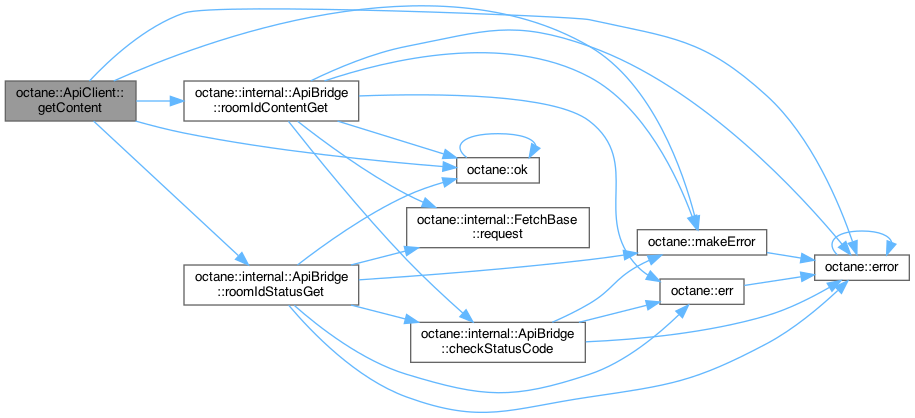 octane::ApiClient::
getContent
octane::internal::ApiBridge
::roomIdContentGet
octane::ok
octane::internal::FetchBase
::request
octane::makeError
octane::error
octane::internal::ApiBridge
::roomIdStatusGet
octane::err
octane::internal::ApiBridge
::checkStatusCode